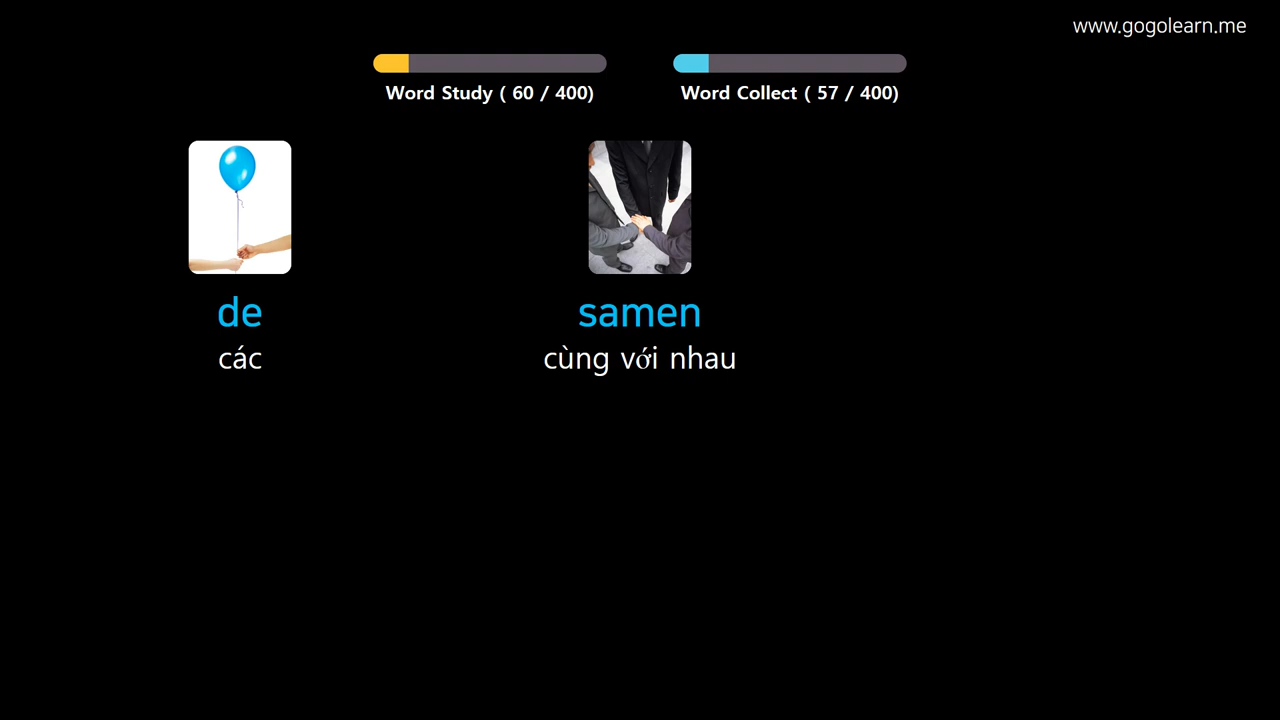 www.gogolearn.me
Word Study ( 60 / 400)
Word Collect ( 57 / 400)
de
samen
các
cùng với nhau